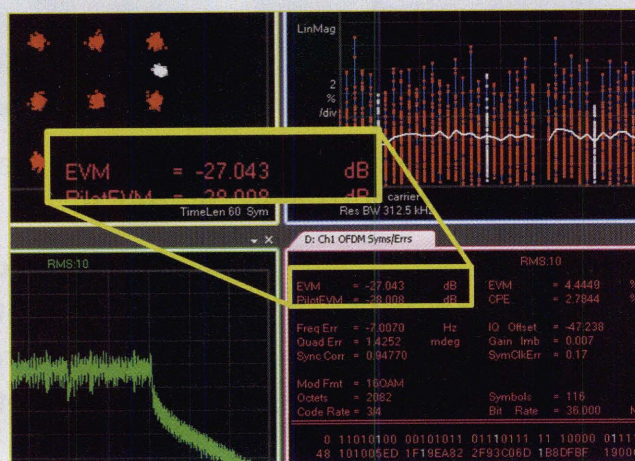 LinMag
2
%
/div
EVM = -27.043 dB
PilotEVM = -28.008 dB
carrier
TimeLen 60 Sym
Res BW 312.5 kHz
D: Ch1 OFDM Syms/Errs
RMS:10
RMS:10
EVM = -27.043 dB EVM = 4.4449 %
PilotEVM = -28.008 dB CPE = 2.7844 %
Freq Err = -7.0070 Hz IQ Offset = -47.238
Quad Err = 1.4252 mdeg Gain Imb = 0.007
Sync Corr = 0.94770 SymClkErr = 0.17
Mod Fmt = 16QAM
Octets = 2082 Symbols = 116
Code Rate = 3/4 Bit Rate = 36.000
0 11010100 00101011 01110111 11 10000 0111
48 101005ED 1F19EA82 2F93C06D 1B8DFBF 1900